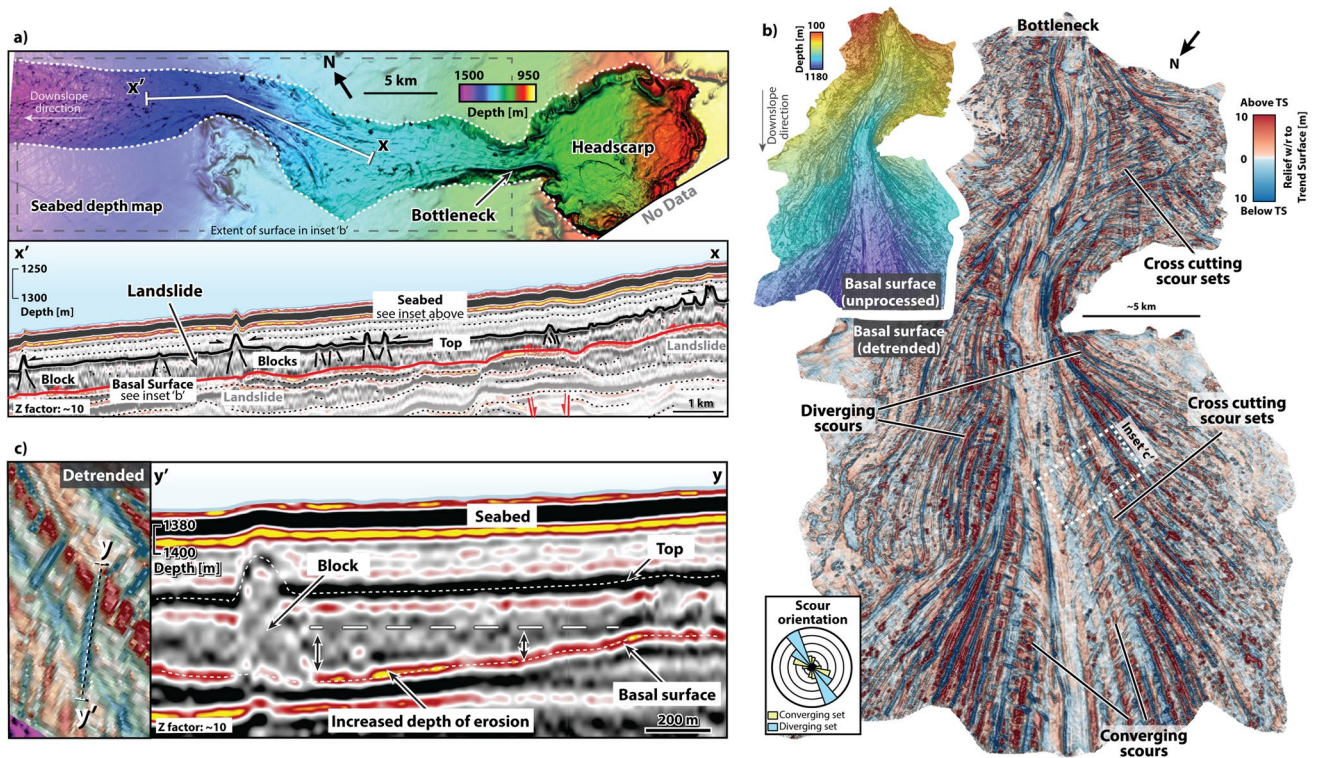 a)
N
5 km
1500
950
Depth [m]
x'
Downslope
direction
x
Headscarp
Seabed depth map
Bottleneck
No Data
Extent of surface in inset 'b'
x'
x
1250
1300
Depth [m]
Landslide
Seabed
see inset above
Top
Blocks
Block
Basal Surface
see inset 'b'
Landslide
Landslide
Z factor: ~10
1 km
b)
100
Depth [m]
1180
Downslope
direction
Basal surface
(unprocessed)
Basal surface
(detrended)
Bottleneck
N
Above TS
10
0
10
Below TS
Relief w/r to
Trend Surface [m]
Cross cutting
scour sets
~5 km
Diverging
scours
Cross cutting
scour sets
Inset 'c'
Scour
orientation
Converging set
Diverging set
Converging
scours
c)
Detrended
y
y'
y'
y
1380
1400
Depth [m]
Seabed
Block
Top
Basal surface
Increased depth of erosion
Z factor: ~10
200 m